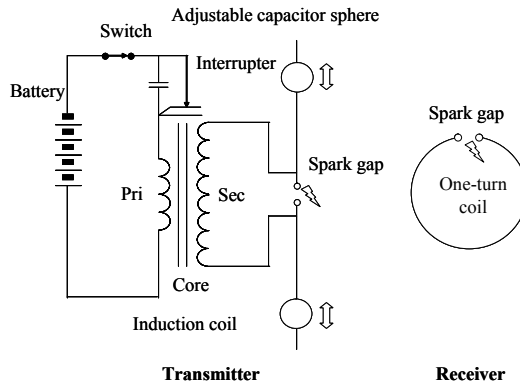 Adjustable capacitor sphere
Switch
Interrupter
Battery
Spark gap
Spark gap
Pri
Sec
One-turn
coil
Core
Induction coil
Transmitter
Receiver